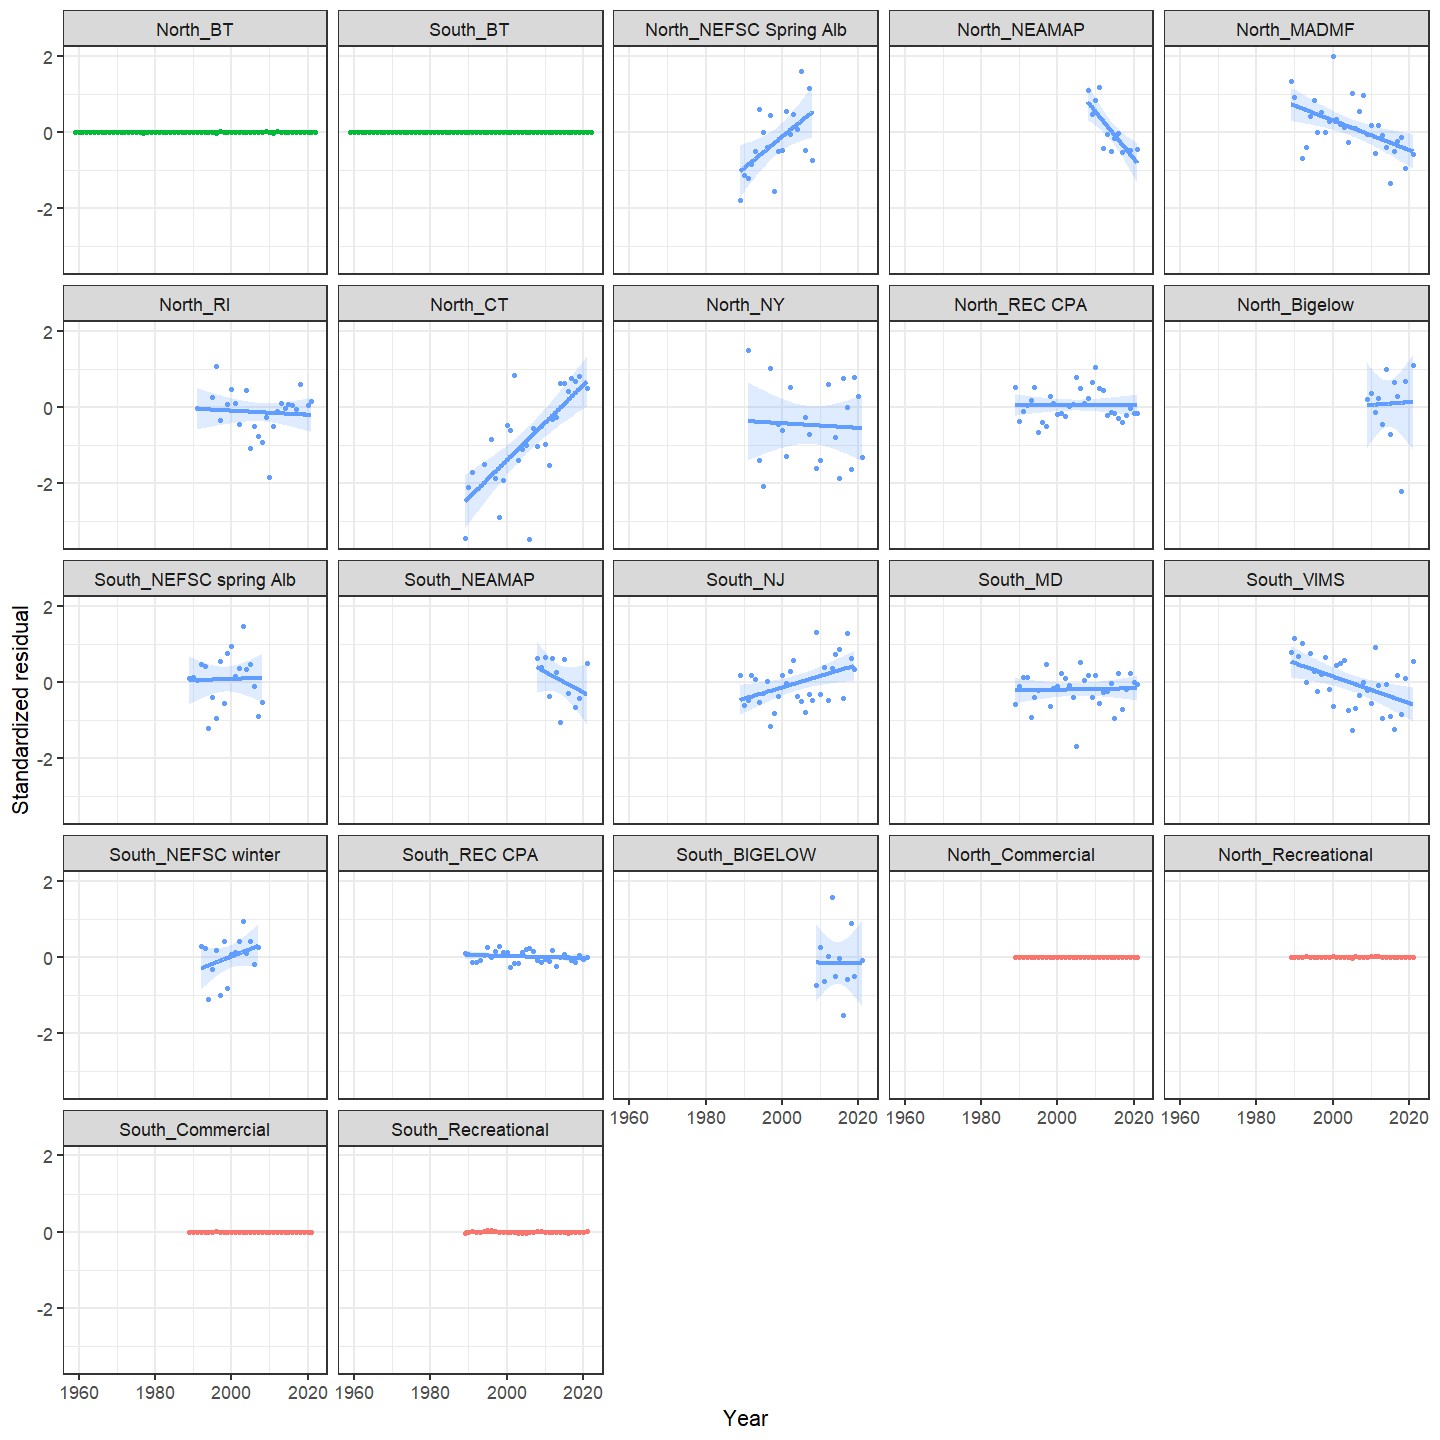 North_BT South_BT North_NEFSC Spring Alb North_NEAMAP North_MADMF
2
0
-2
North_RI North_CT North_NY North_REC CPA North_Bigelow
2
0
-2
South_NEFSC spring Alb South_NEAMAP South_NJ South_MD South_VIMS
2
0
-2
Standardized residual
South_NEFSC winter South_REC CPA South_BIGELOW North_Commercial North_Recreational
2
0
-2
1960 1980 2000 2020 1960 1980 2000 2020 1960 1980 2000 2020
South_Commercial South_Recreational
2
0
-2
1960 1980 2000 2020 1960 1980 2000 2020
Year